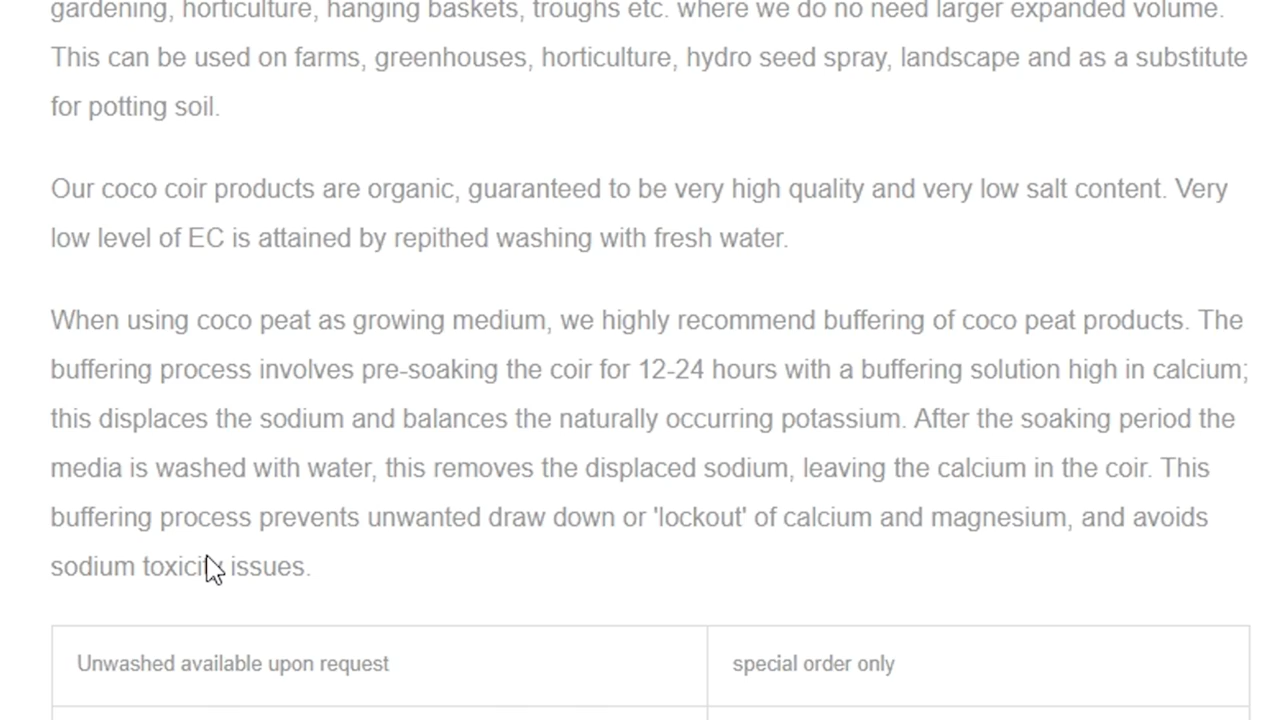 gardening, horticulture, hanging baskets, troughs etc. where we do no need larger expanded volume.
This can be used on farms, greenhouses, horticulture, hydro seed spray, landscape and as a substitute
for potting soil.
Our coco coir products are organic, guaranteed to be very high quality and very low salt content. Very
low level of EC is attained by repithed washing with fresh water.
When using coco peat as growing medium, we highly recommend buffering of coco peat products. The
buffering process involves pre-soaking the coir for 12-24 hours with a buffering solution high in calcium;
this displaces the sodium and balances the naturally occurring potassium. After the soaking period the
media is washed with water, this removes the displaced sodium, leaving the calcium in the coir. This
buffering process prevents unwanted draw down or 'lockout' of calcium and magnesium, and avoids
sodium toxicity issues.
Unwashed available upon request
special order only